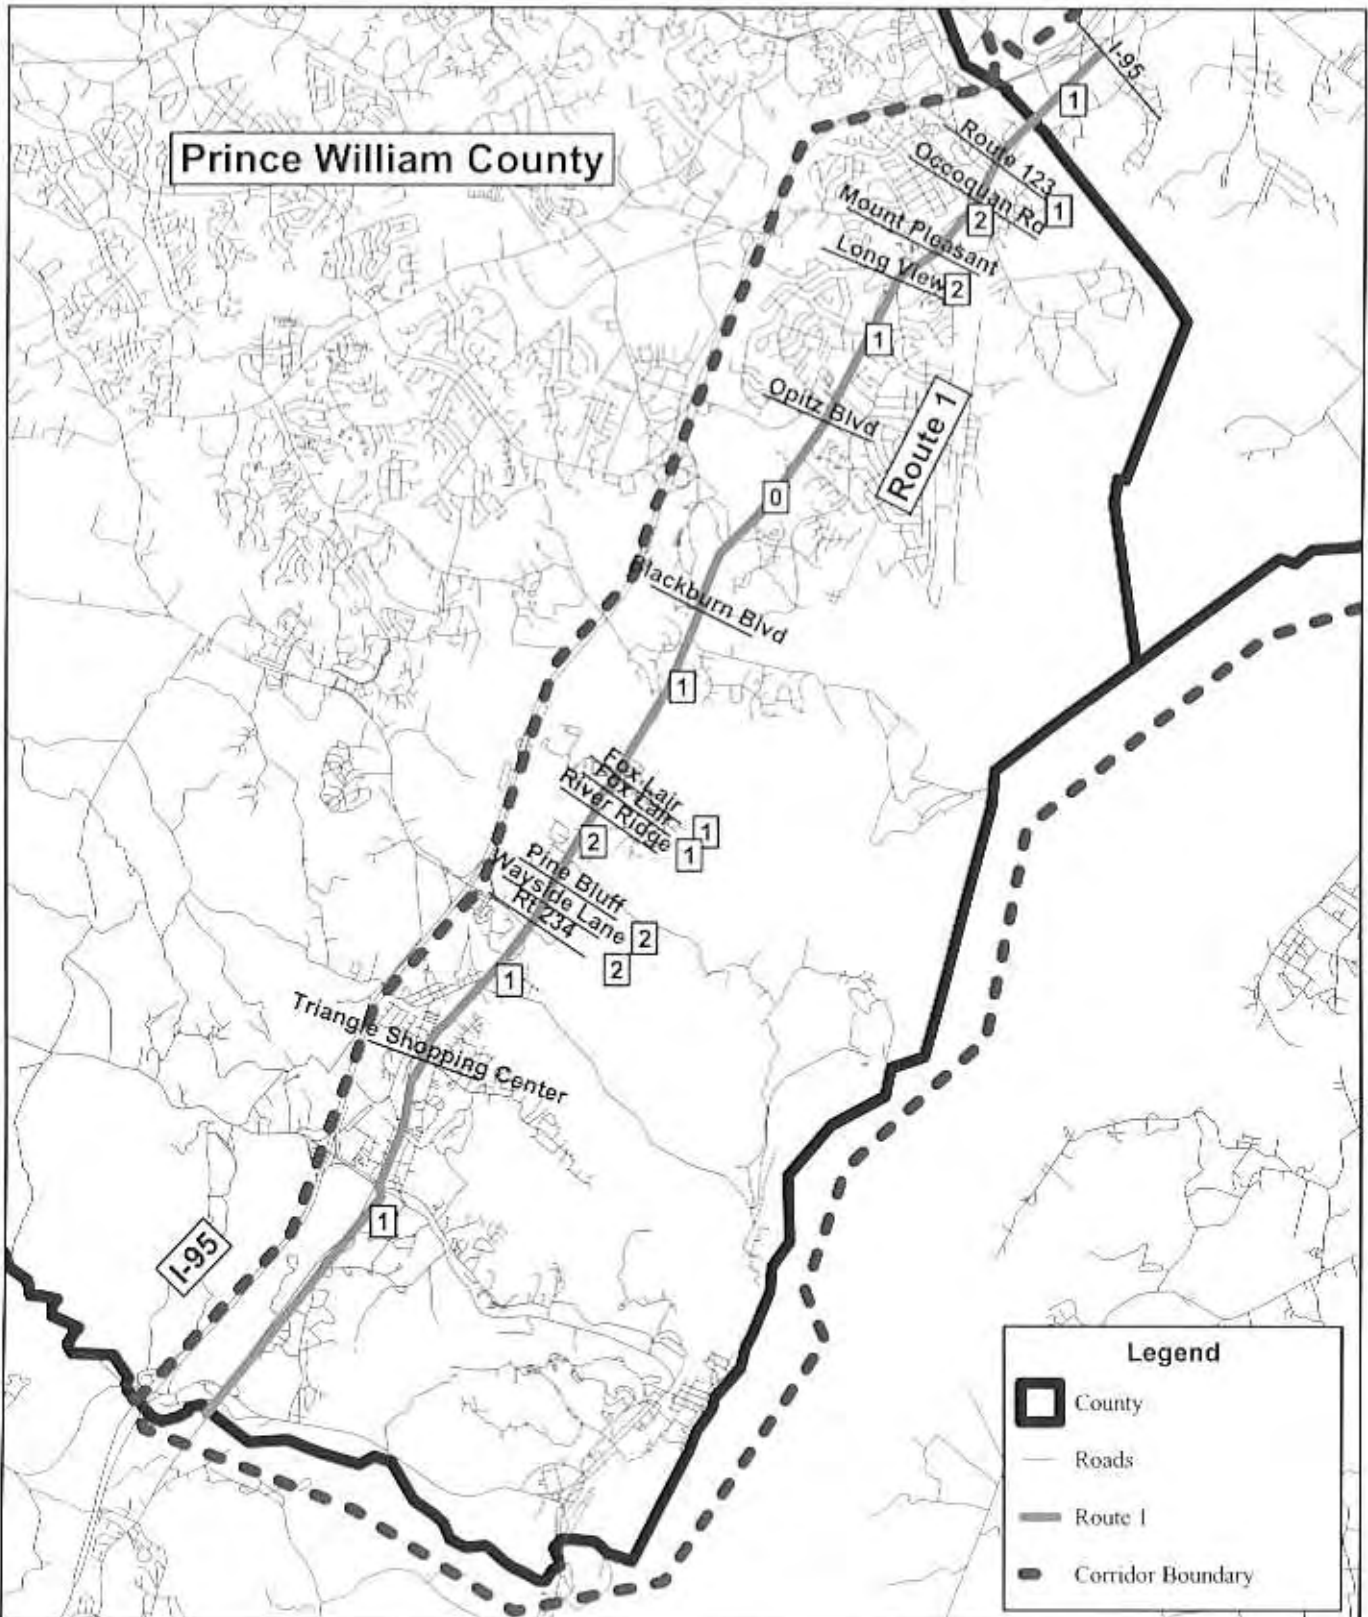 Prince William County
I-95
1
Route 123
1
Occoquan Rd
2
Mount Pleasant
Long View
2
1
Opitz Blvd
Route 1
0
Blackburn Blvd
1
Fox Lair
Fox Lair
1
River Ridge
1
2
Pine Bluff
Wayside Lane
2
Rt 234
2
1
Triangle Shopping Center
1
I-95
Legend
County
Roads
Route 1
Corridor Boundary